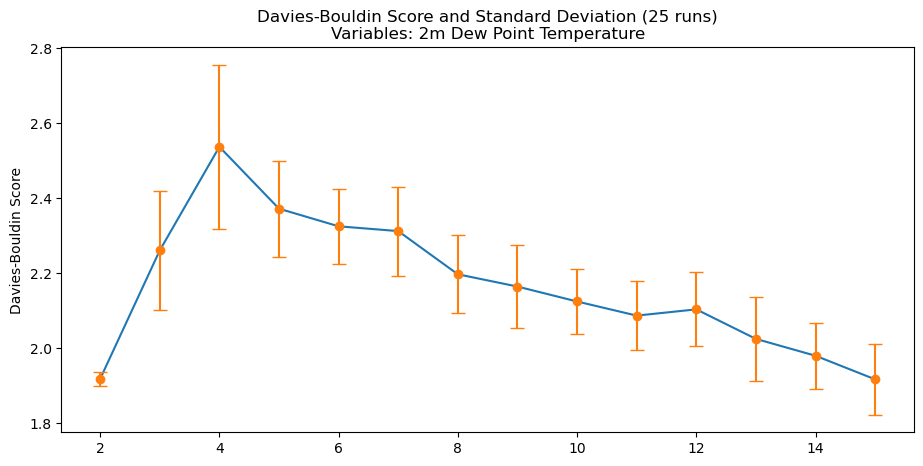 Davies-Bouldin Score and Standard Deviation (25 runs)
Variables: 2m Dew Point Temperature
Davies-Bouldin Score
2.8
2.6
2.4
2.2
2.0
1.8
2 4 6 8 10 12 14